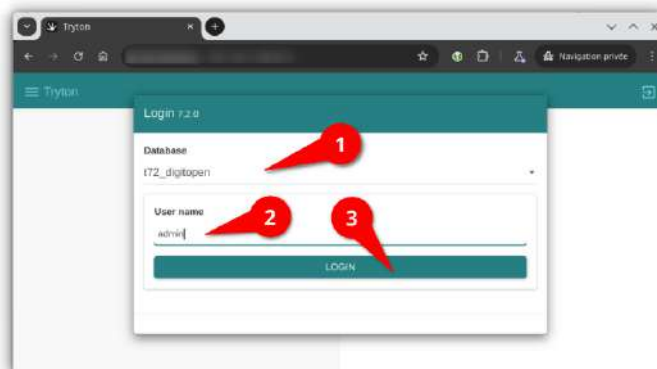 Tryton
Navigation privée
Tryton
Login 7.2.0
Database
1
t72_digitopen
User name
2
admin
3
LOGIN